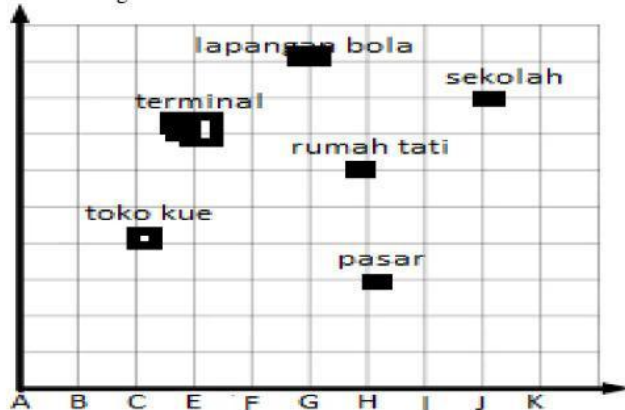 lapangan bola
sekolah
terminal
rumah tati
toko kue
pasar
A B C E F G H I J K